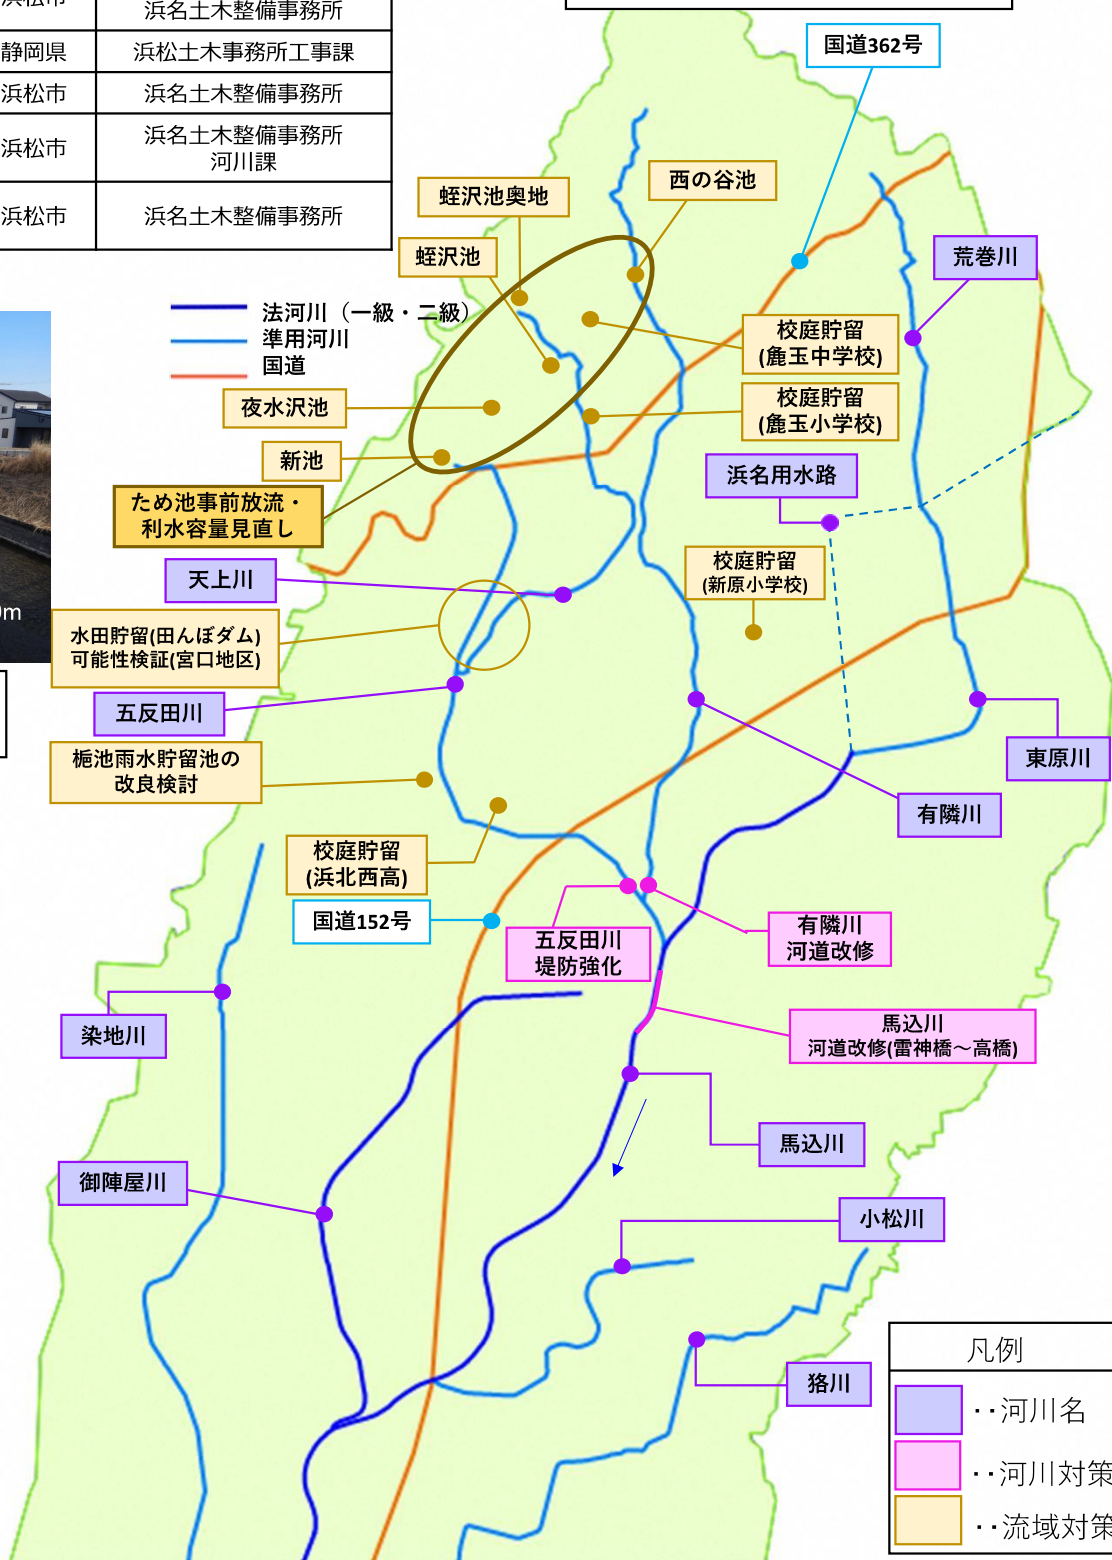 浜松市
浜名土木整備事務所
静岡県
浜松土木事務所工事課
浜松市
浜名土木整備事務所
浜松市
浜名土木整備事務所
河川課
浜松市
浜名土木整備事務所
国道362号
西の谷池
蛭沢池奥地
蛭沢池
荒巻川
法河川（一級・二級）
準用河川
国道
校庭貯留
(麁玉中学校)
夜水沢池
校庭貯留
(麁玉小学校)
新池
浜名用水路
ため池事前放流・
利水容量見直し
校庭貯留
(新原小学校)
天上川
m
水田貯留(田んぼダム)
可能性検証(宮口地区)
五反田川
東原川
栀池雨水貯留池の
改良検討
有隣川
校庭貯留
(浜北西高)
国道152号
五反田川
堤防強化
有隣川
河道改修
染地川
馬込川
河道改修(雷神橋～高橋)
馬込川
御陣屋川
小松川
狢川
凡例
・・河川名
・・河川対策
・・流域対策